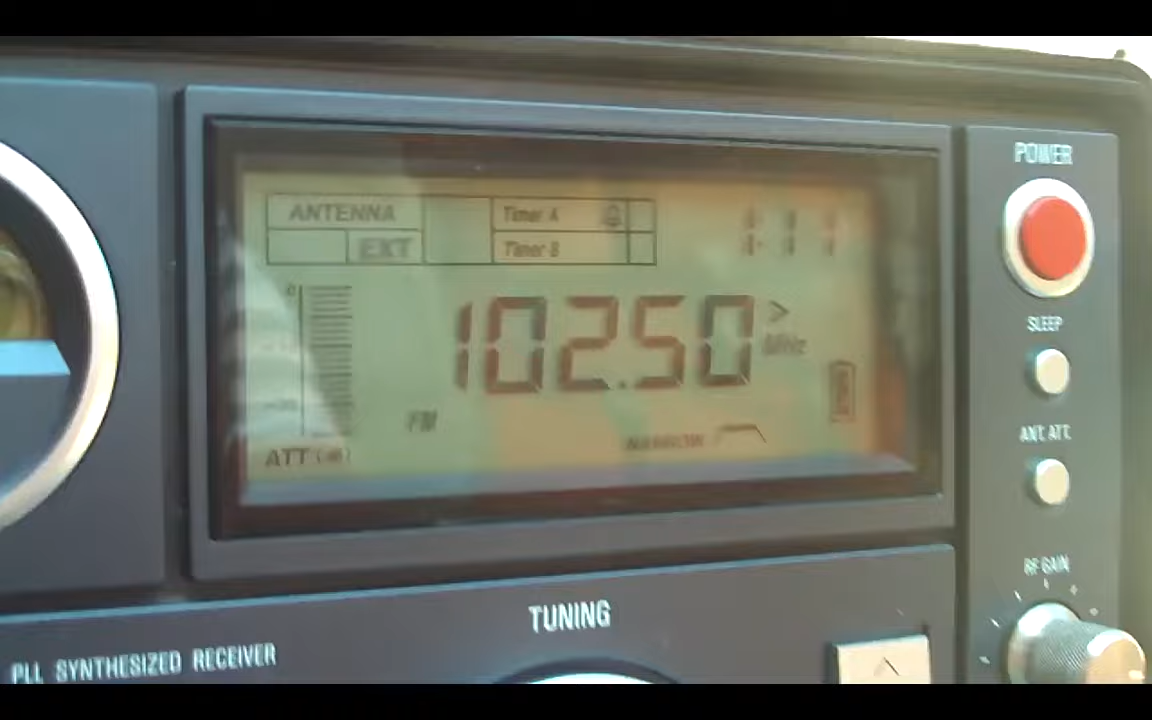 POWER
ANTENNA
EXT
Timer A
Timer B
102.50
MHz
SLEEP
FM
NARROW
ATT
ANT. ATT.
RF GAIN
TUNING
PLL SYNTHESIZED RECEIVER